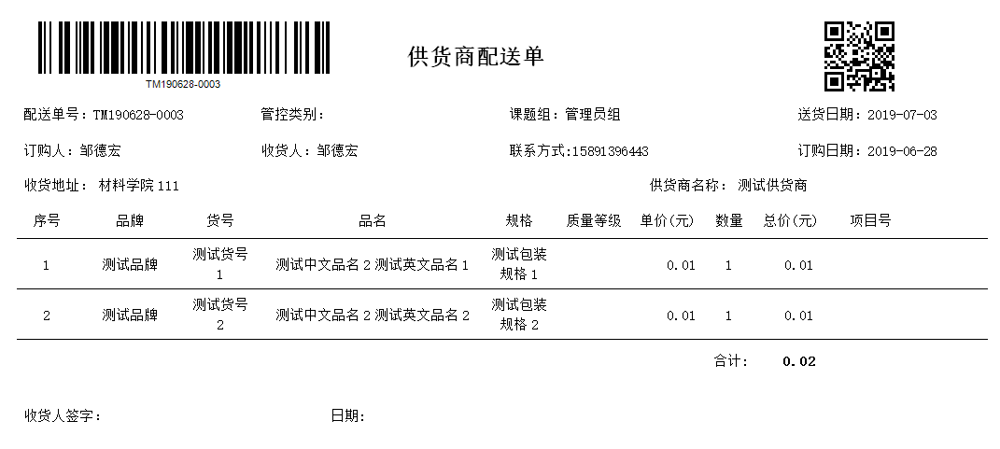 供货商配送单
TM190628-0003
配送单号：TM190628-0003 管控类别： 课题组：管理员组 送货日期：2019-07-03
订购人：邹德宏 收货人：邹德宏 联系方式:15891396443 订购日期：2019-06-28
收货地址： 材料学院 111 供货商名称： 测试供货商
序号 品牌 货号 品名 规格 质量等级 单价(元) 数量 总价(元) 项目号
1 测试品牌 测试货号1 测试中文品名 2 测试英文品名 1 测试包装规格 1 0.01 1 0.01
2 测试品牌 测试货号2 测试中文品名 2 测试英文品名 2 测试包装规格 2 0.01 1 0.01
合计: 0.02
收货人签字： 日期: